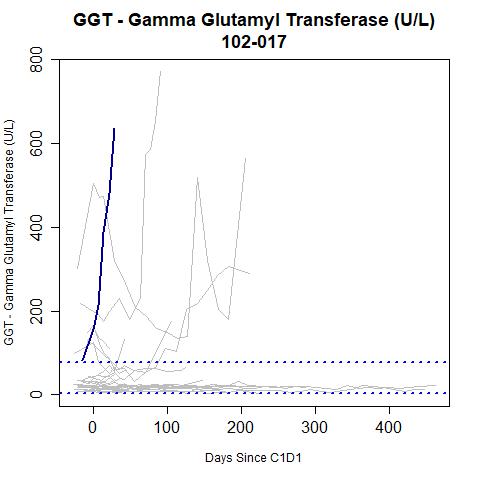 GGT - Gamma Glutamyl Transferase (U/L)
102-017
GGT - Gamma Glutamyl Transferase (U/L)
800
600
400
200
0
0 100 200 300 400
Days Since C1D1